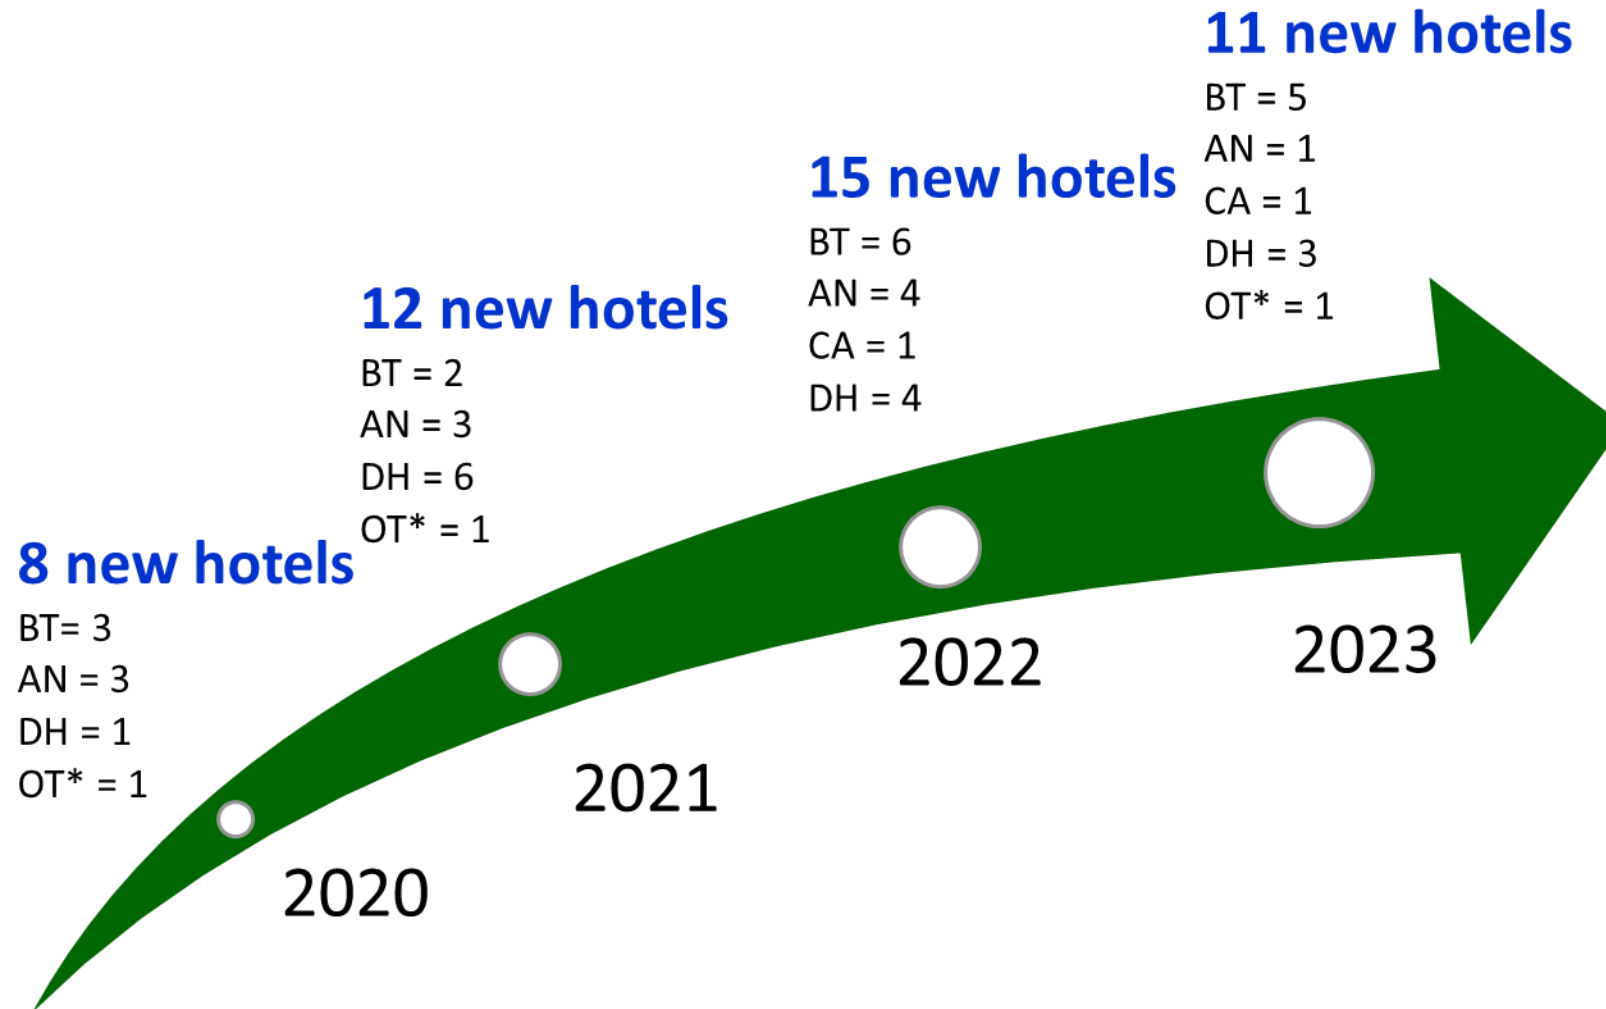 8 new hotels
BT= 3
AN = 3
DH = 1
OT* = 1
2020
12 new hotels
BT = 2
AN = 3
DH = 6
OT* = 1
2021
15 new hotels
BT = 6
AN = 4
CA = 1
DH = 4
2022
11 new hotels
BT = 5
AN = 1
CA = 1
DH = 3
OT* = 1
2023